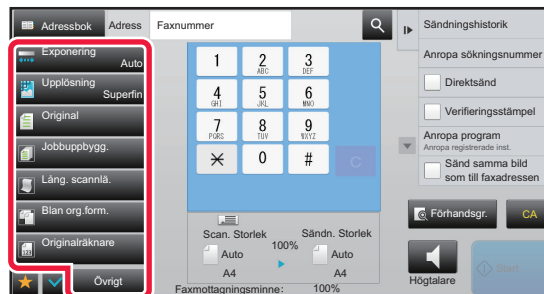 Adressbok
Adress
Faxnummer
Exponering
Auto
Upplösning
Superfin
Original
Jobbuppbygg.
Lång. scannlä.
Blan org.form.
Originalräknare
Övrigt
1
2
ABC
3
DEF
4
GHI
5
JKL
6
MNO
7
PQRS
8
TUV
9
WXYZ
0
#
C
Scan. Storlek
100%
Sändn. Storlek
Auto
A4
Auto
A4
Faxmottagningsminne:
100%
Sändningshistorik
Anropa sökningsnummer
Direktsänd
Verifieringsstämpel
Anropa program
Anropa registrerade inst.
Sänd samma bild
som till faxadressen
Förhandsgr.
CA
Högtalare
Start